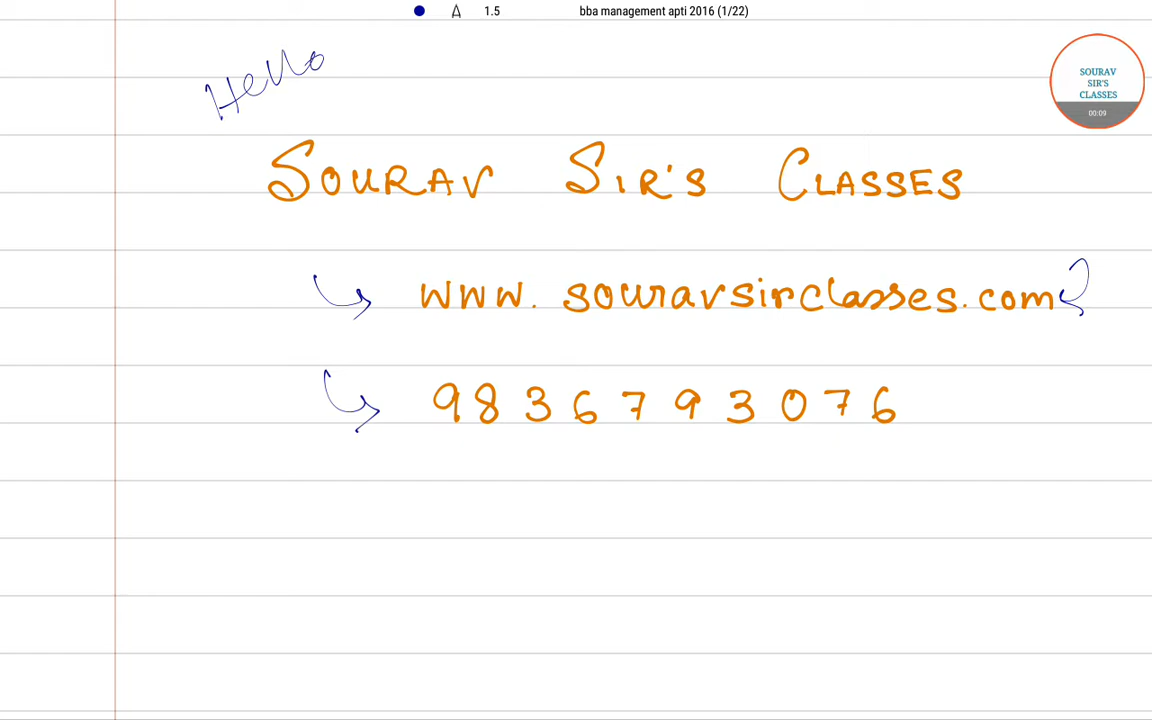 1.5 bba management apti 2016 (1/22)
Hello
SOURAV
SIR'S
CLASSES
00:09
SOURAV SIR'S CLASSES
www.souravsirclasses.com
9836793076